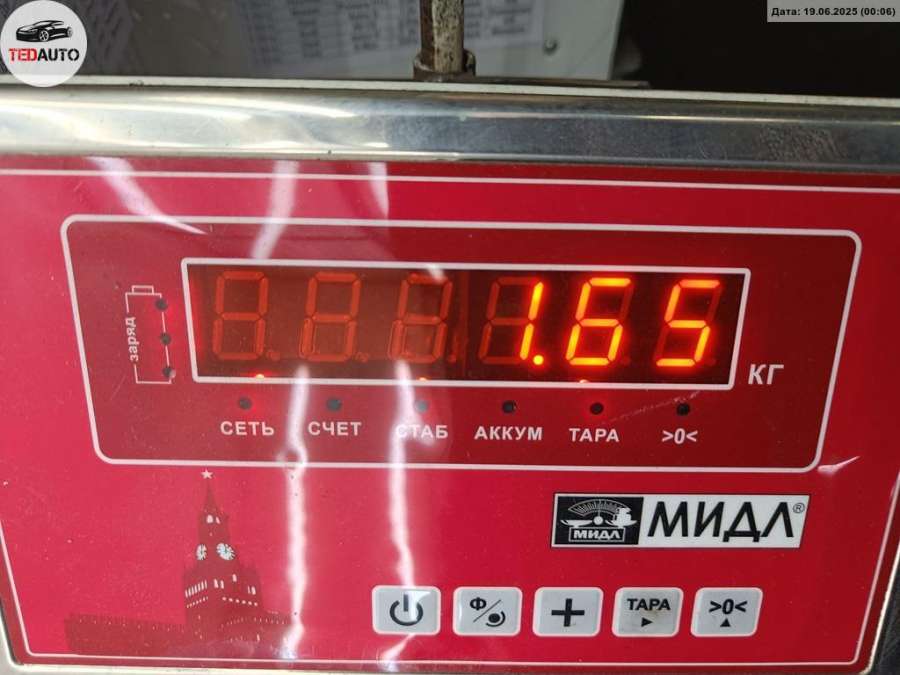 Дата: 19.06.2025 (00:06)
TEDAUTO
заряд
1.65
КГ
СЕТЬ СЧЕТ СТАБ АККУМ ТАРА >0<
МИДЛ МИДЛ®
Ф ТАРА >0<